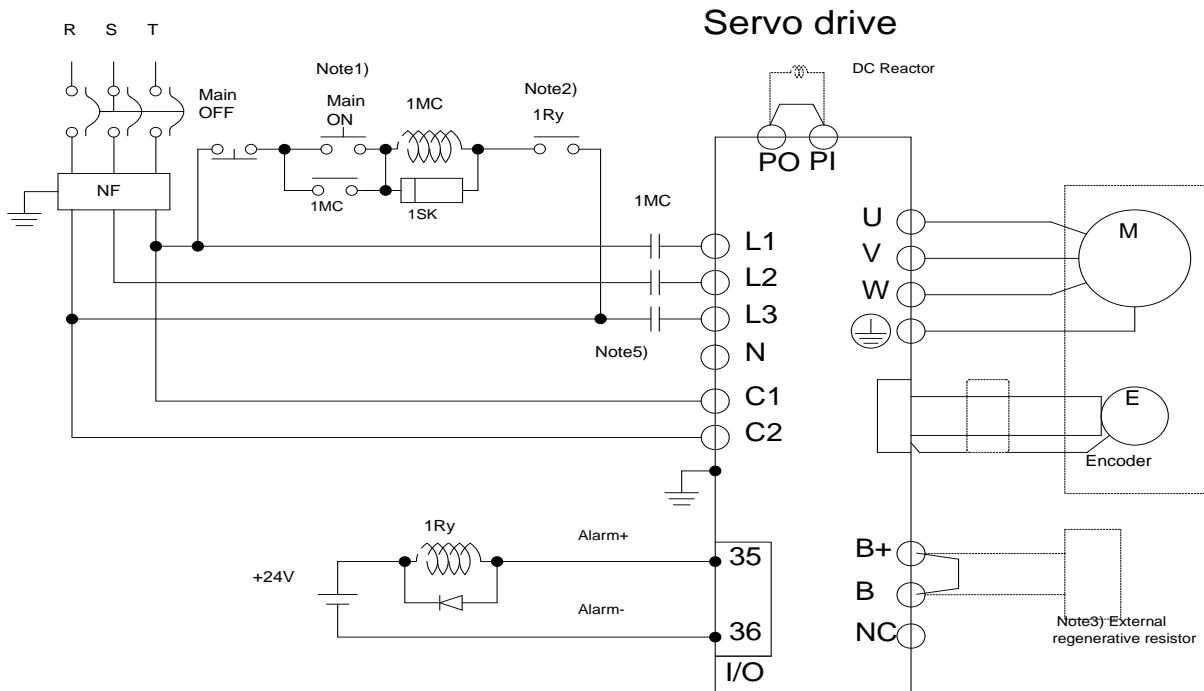 Servo drive
R S T
DC Reactor
Note1)
Main
OFF
Main
ON
1MC
Note2)
1Ry
PO PI
NF
1MC
1SK
1MC
U
M
L1
V
L2
W
L3
Note5)
N
C1
E
C2
Encoder
1Ry
Alarm+
35
B+
+24V
Alarm-
B
36
NC
Note3) External
regenerative resistor
I/O